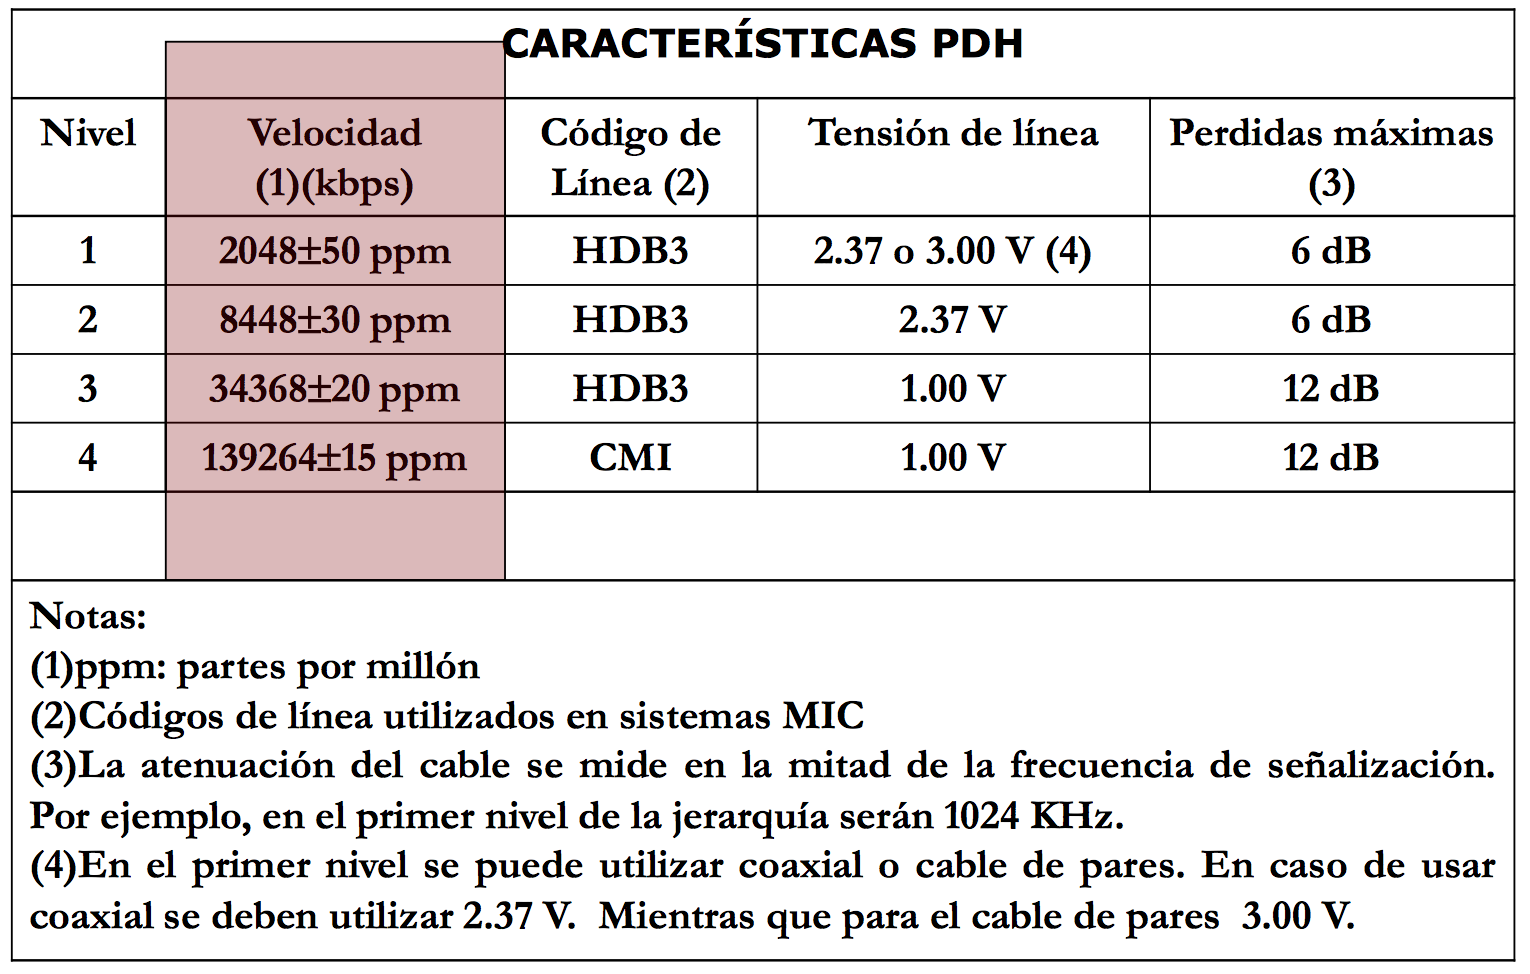 CARACTERÍSTICAS PDH
Nivel Velocidad Código de Tensión de línea Perdidas máximas
(1)(kbps) Línea (2) (3)
1 2048±50 ppm HDB3 2.37 o 3.00 V (4) 6 dB
2 8448±30 ppm HDB3 2.37 V 6 dB
3 34368±20 ppm HDB3 1.00 V 12 dB
4 139264±15 ppm CMI 1.00 V 12 dB
Notas:
(1)ppm: partes por millón
(2)Códigos de línea utilizados en sistemas MIC
(3)La atenuación del cable se mide en la mitad de la frecuencia de señalización.
Por ejemplo, en el primer nivel de la jerarquía serán 1024 KHz.
(4)En el primer nivel se puede utilizar coaxial o cable de pares. En caso de usar
coaxial se deben utilizar 2.37 V. Mientras que para el cable de pares 3.00 V.